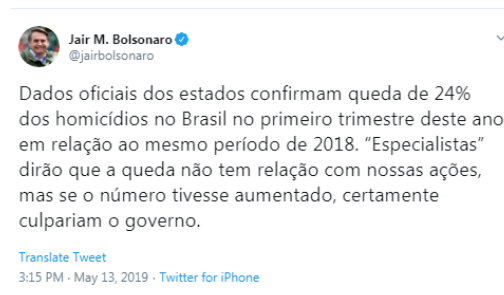 Jair M. Bolsonaro
@jairbolsonaro
Dados oficiais dos estados confirmam queda de 24%
dos homicídios no Brasil no primeiro trimestre deste ano
em relação ao mesmo período de 2018. “Especialistas”
dirão que a queda não tem relação com nossas ações,
mas se o número tivesse aumentado, certamente
culpariam o governo.
Translate Tweet
3:15 PM · May 13, 2019 · Twitter for iPhone